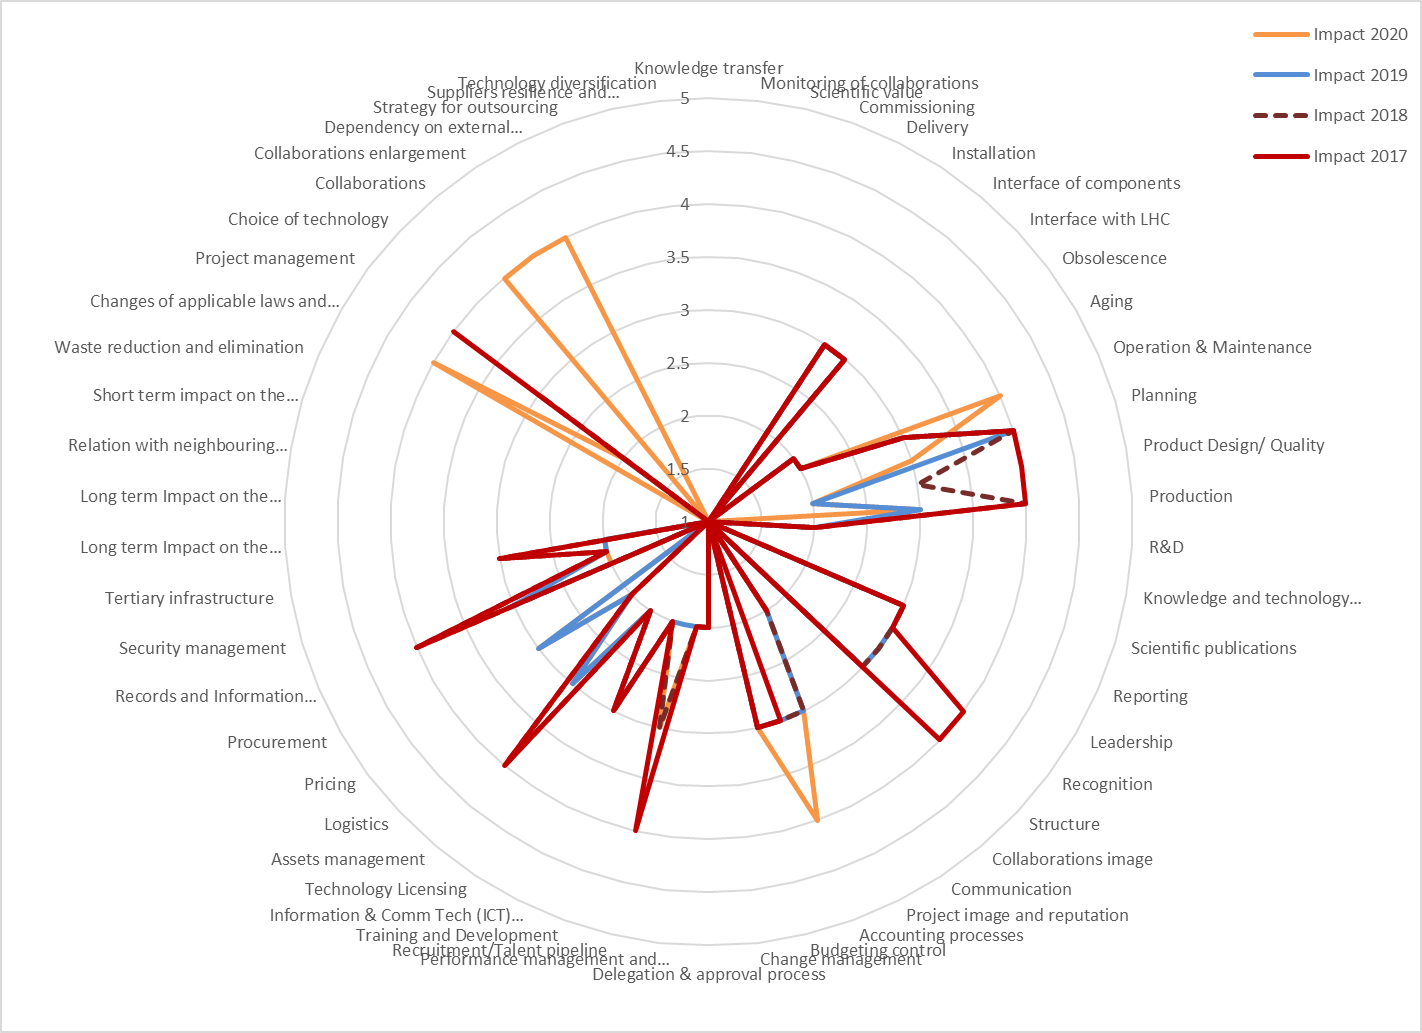 Impact 2020
Impact 2019
Impact 2018
Impact 2017
Knowledge transfer
Monitoring of collaborations
Scientific value
Commissioning
Delivery
Installation
Interface of components
Interface with LHC
Obsolescence
Aging
Operation & Maintenance
Planning
Product Design/ Quality
Production
R&D
Knowledge and technology...
Scientific publications
Reporting
Leadership
Recognition
Structure
Collaborations image
Communication
Project image and reputation
Accounting processes
Budgeting control
Change management
Delegation & approval process
Performance management and...
Recruitment/Talent pipeline
Training and Development
Information & Comm Tech (ICT)...
Technology Licensing
Assets management
Logistics
Pricing
Procurement
Records and Information...
Security management
Tertiary infrastructure
Long term Impact on the...
Long term Impact on the...
Relation with neighbouring...
Short term impact on the...
Waste reduction and elimination
Changes of applicable laws and...
Project management
Choice of technology
Collaborations
Collaborations enlargement
Dependency on external...
Strategy for outsourcing
Suppliers resilience and...
Technology diversification
5
4.5
4
3.5
3
2.5
2
1.5
1